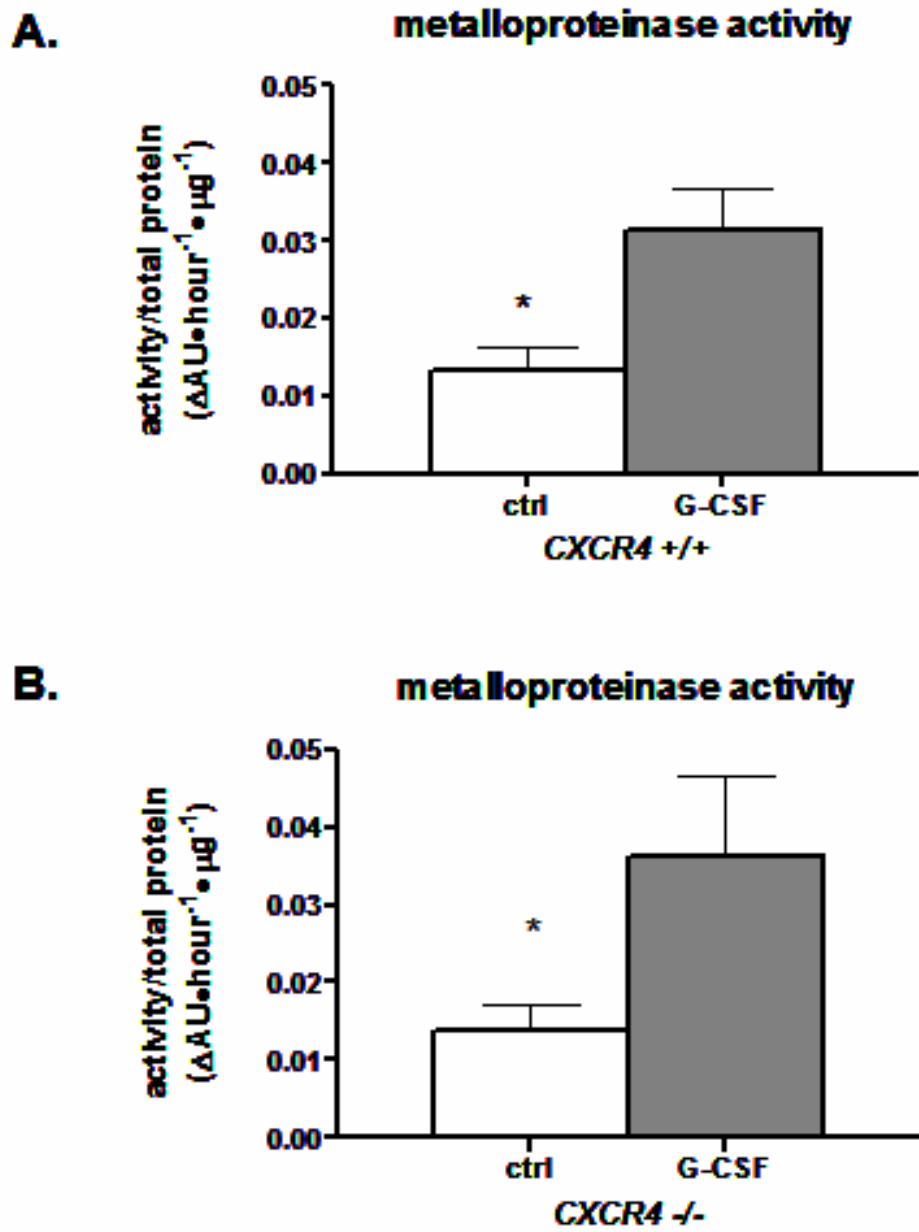 A.
metalloproteinase activity
activity/total protein
(ΔAU•hour⁻¹•µg⁻¹)
0.05
0.04
0.03
0.02
0.01
0.00
*
ctrl G-CSF
CXCR4 +/+
B.
metalloproteinase activity
activity/total protein
(ΔAU•hour⁻¹•µg⁻¹)
0.05
0.04
0.03
0.02
0.01
0.00
*
ctrl G-CSF
CXCR4 -/-